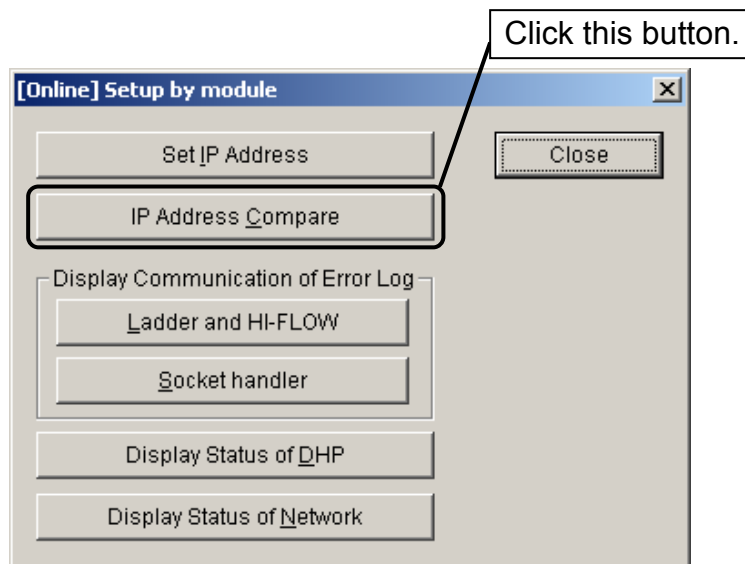 Click this button.
[Online] Setup by module
Set IP Address
Close
IP Address Compare
Display Communication of Error Log
Ladder and HI-FLOW
Socket handler
Display Status of DHP
Display Status of Network